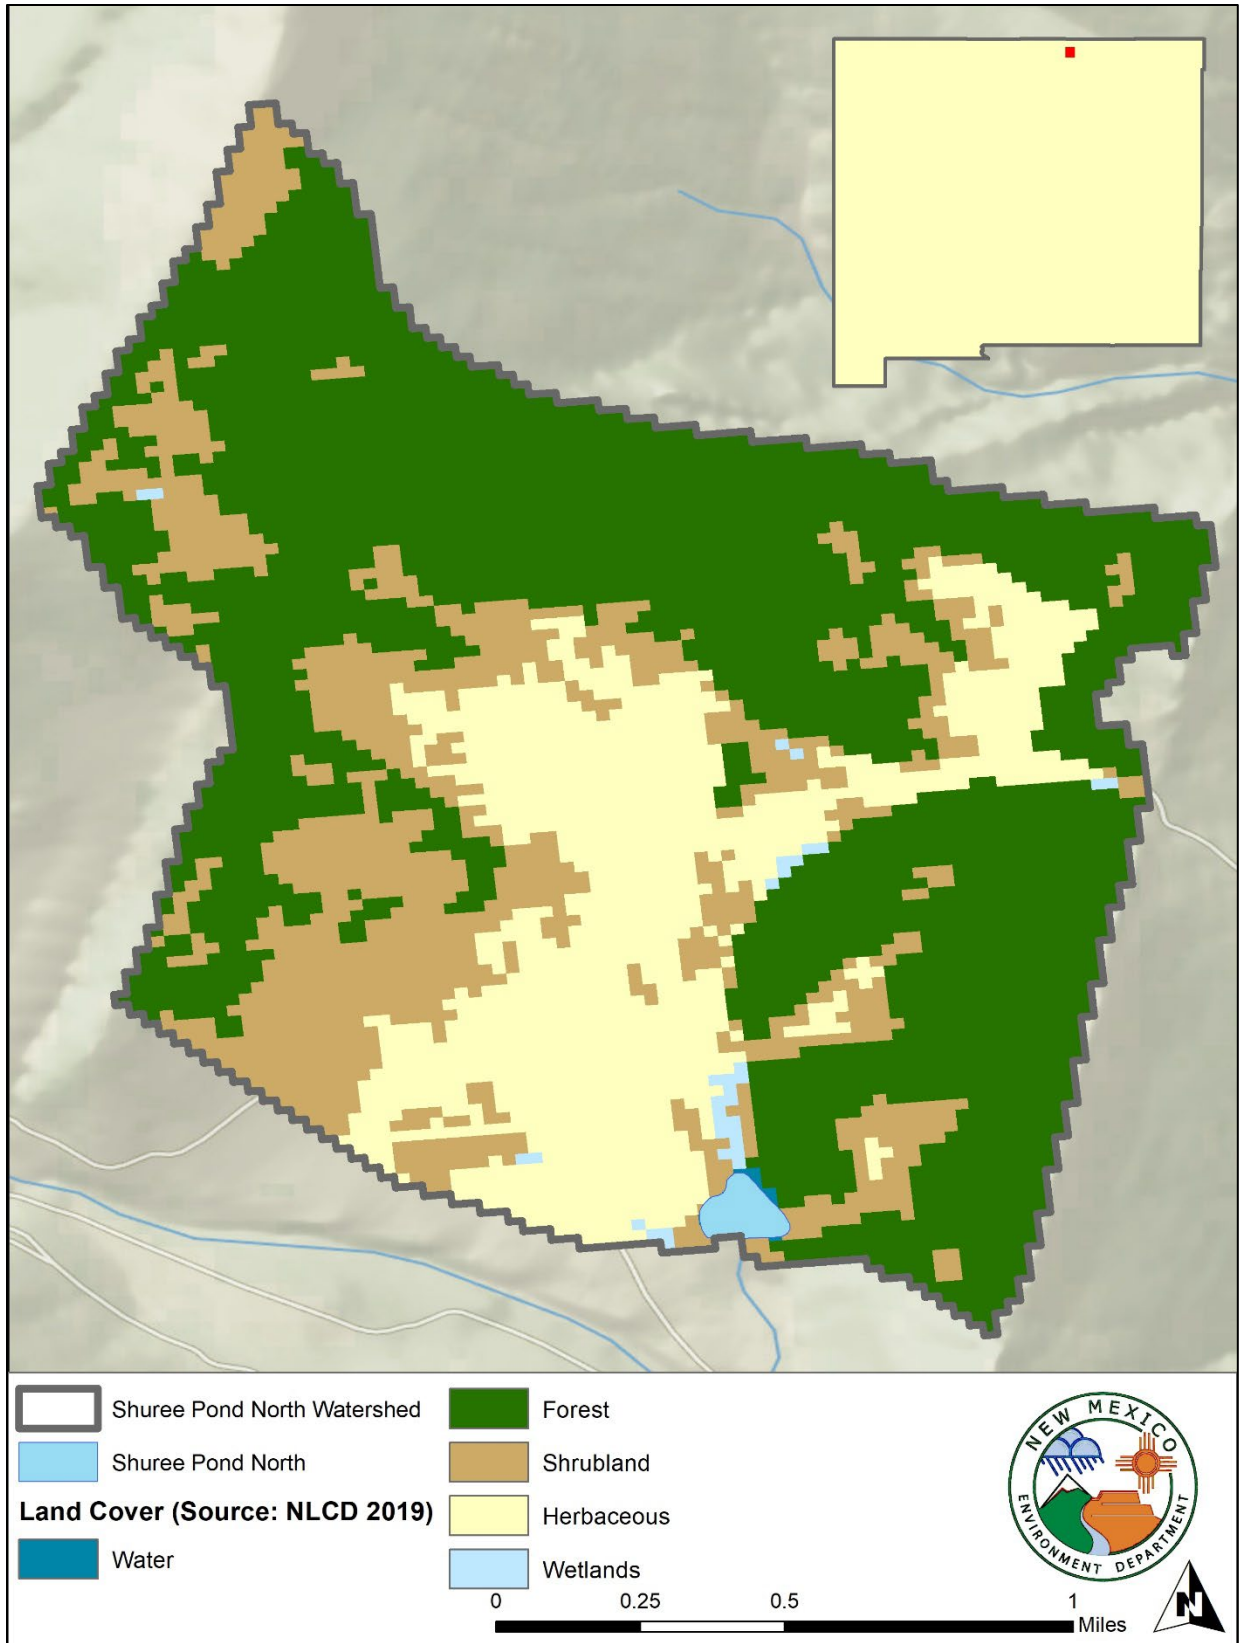 Shuree Pond North Watershed
Shuree Pond North
Land Cover (Source: NLCD 2019)
Water
Forest
Shrubland
Herbaceous
Wetlands
0 0.25 0.5 1
Miles
NEW MEXICO
ENVIRONMENT DEPARTMENT
N